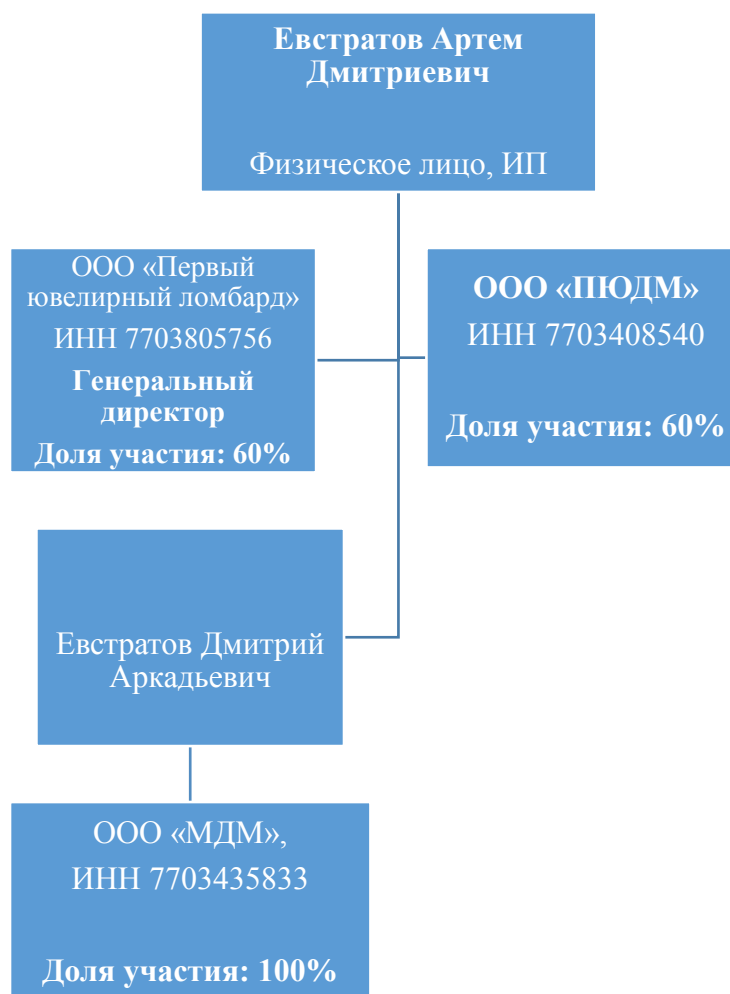 Евстратов Артем
Дмитриевич
Физическое лицо, ИП
ООО «Первый
ювелирный ломбард»
ИНН 7703805756
Генеральный
директор
Доля участия: 60%
ООО «ПЮДМ»
ИНН 7703408540
Доля участия: 60%
Евстратов Дмитрий
Аркадьевич
ООО «МДМ»,
ИНН 7703435833
Доля участия: 100%